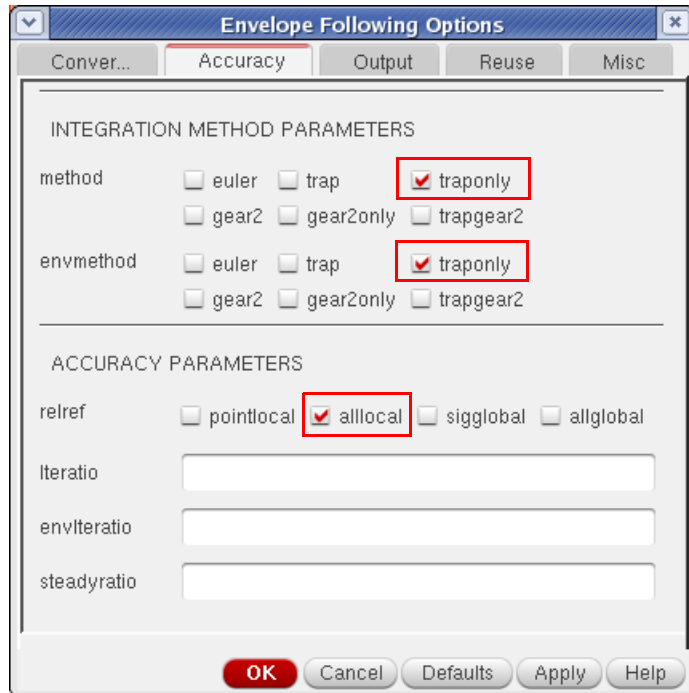 Envelope Following Options
Conver... Accuracy Output Reuse Misc
INTEGRATION METHOD PARAMETERS
method euler trap traponly
gear2 gear2only trapgear2
envmethod euler trap traponly
gear2 gear2only trapgear2
ACCURACY PARAMETERS
relref pointlocal alllocal sigglobal allglobal
lteratio
envlteratio
steadyratio
OK Cancel Defaults Apply Help